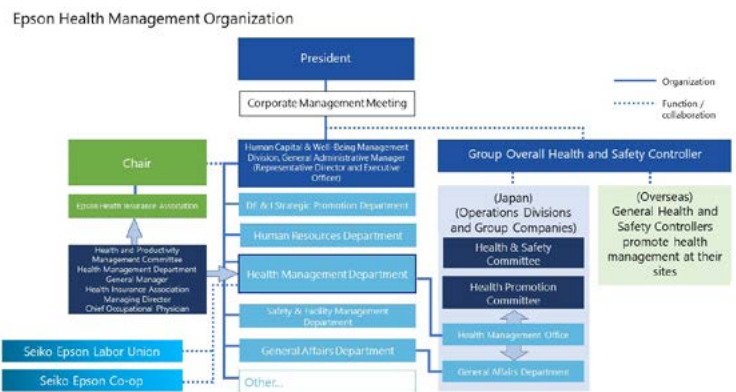 Epson Health Management Organization
President
Corporate Management Meeting
Organization
Function /
collaboration
Chair
Human Capital & Well-Being Management
Division, General Administrative Manager
(Representative Director and Executive
Officer)
Group Overall Health and Safety Controller
Epson Health Insurance Association
DE & I Strategic Promotion Department
Human Resources Department
Health and Productivity
Management Committee
Health Management Department
General Manager
Health Insurance Association
Managing Director
Chief Occupational Physician
Health Management Department
Safety & Facility Management
Department
General Affairs Department
Other...
Seiko Epson Labor Union
Seiko Epson Co-op
(Japan)
(Operations Divisions
and Group Companies)
Health & Safety
Committee
Health Promotion
Committee
Health Management Office
General Affairs Department
(Overseas)
General Health and
Safety Controllers
promote health
management at their
sites